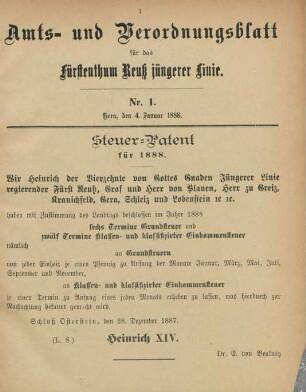 1
Amts- und Verordnungsblatt
für das
Fürstenthum Reuß jüngerer Linie.
Nr. 1.
Gera, den 4. Januar 1888.
Steuer-Patent
für 1888.
Wir Heinrich der Vierzehnte von Gottes Gnaden Jüngerer Linie
regierender Fürst Reuß, Graf und Herr von Plauen, Herr zu Greiz,
Kranichfeld, Gera, Schleiz und Lobenstein ꝛc ꝛc.
haben mit Zustimmung des Landtags beschlossen im Jahre 1888
sechs Termine Grundsteuer und
zwölf Termine Klassen- und klassifizirter Einkommensteuer
nämlich
an Grundsteuern
von jeder Einheit je einen Pfennig zu Anfang der Monate Januar, März, Mai, Juli,
September und November,
an Klassen- und klassifizirter Einkommensteuer
je einer Termin zu Anfang eines jeden Monats erheben zu lassen, was hierdurch zur
Nachachtung bekannt gemacht wird.
Schloß Osterstein, den 28. Dezember 1887.
(L. S.) Heinrich XIV.
Dr. E. von Beulwitz